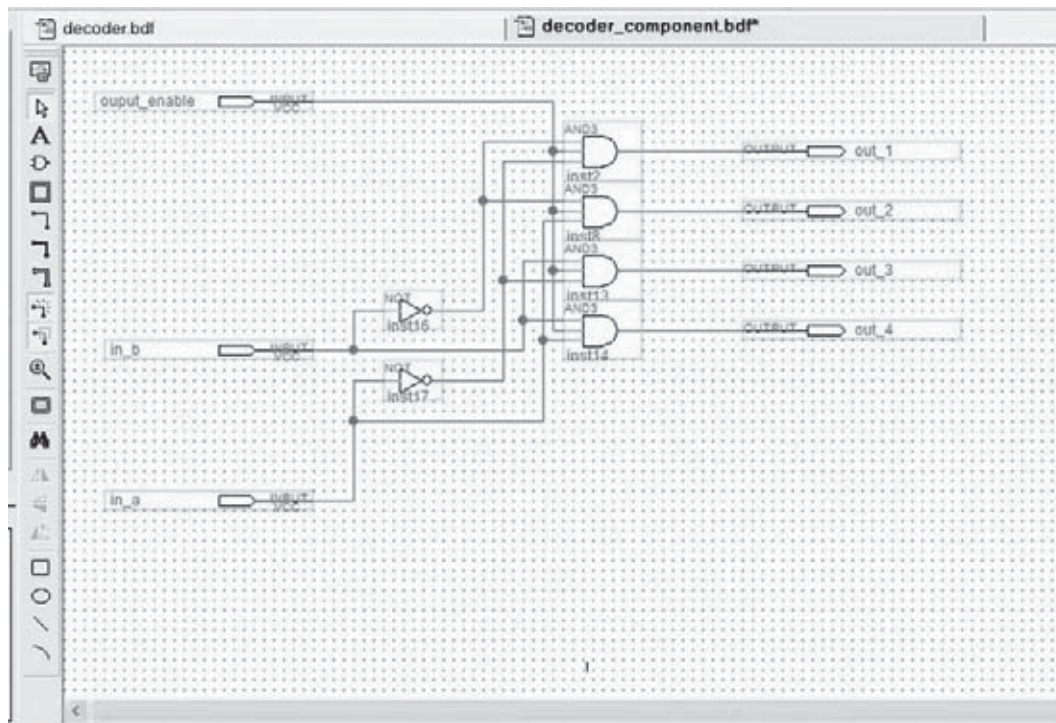 decoder.bdf
decoder_component.bdf*
ouput_enable
INPUT
VCC
AND3
OUTPUT
out_1
inst2
AND3
OUTPUT
out_2
inst8
AND3
OUTPUT
out_3
inst13
NOT
AND3
inst16
OUTPUT
out_4
in_b
INPUT
VCC
inst14
NOT
inst17
in_a
INPUT
VCC
A